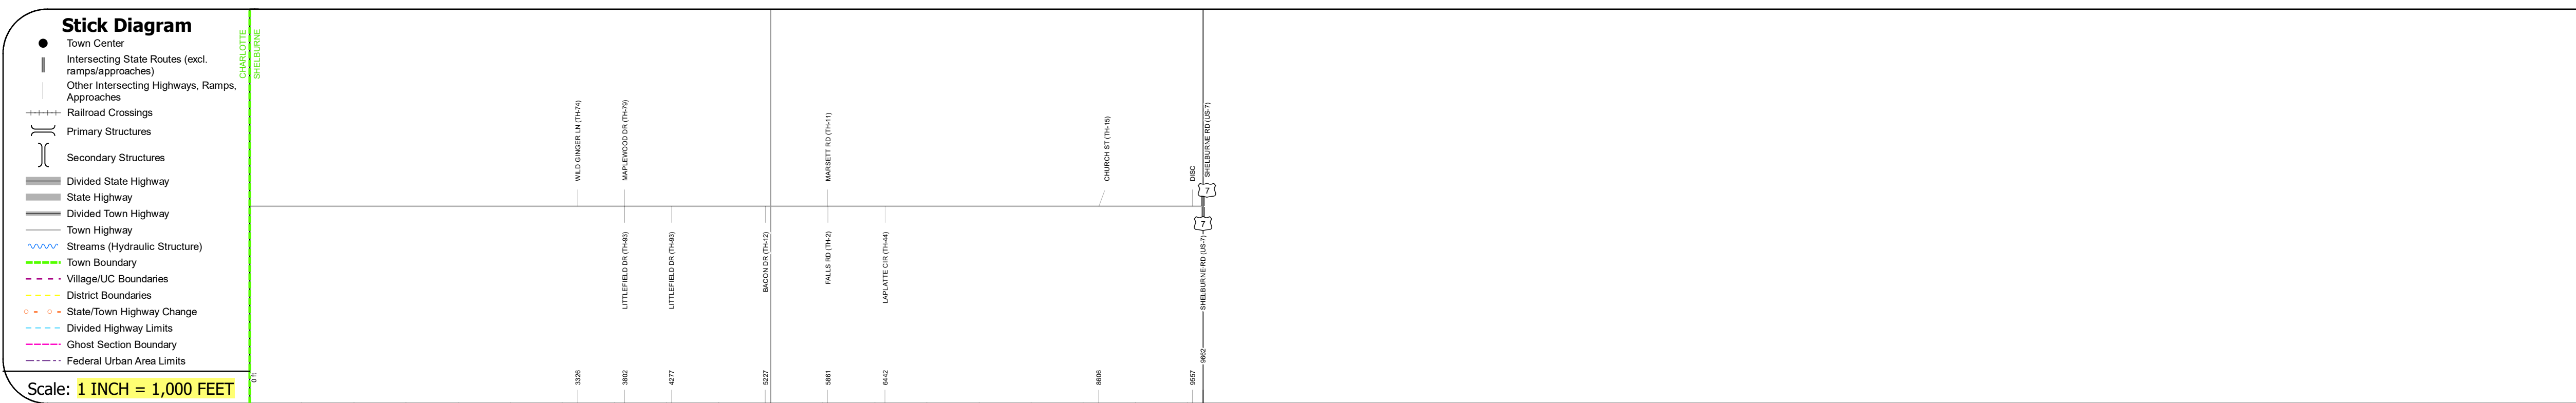 Stick Diagram
Town Center
Intersecting State Routes (excl.
ramps/approaches)
Other Intersecting Highways, Ramps,
Approaches
Railroad Crossings
Primary Structures
Secondary Structures
Divided State Highway
State Highway
Divided Town Highway
Town Highway
Streams (Hydraulic Structure)
Town Boundary
Village/UC Boundaries
District Boundaries
State/Town Highway Change
Divided Highway Limits
Ghost Section Boundary
Federal Urban Area Limits
Scale: 1 INCH = 1,000 FEET
CHARLOTTE
SHELBURNE
WILD GINGER LN (TH-74)
MAPLEWOOD DR (TH-79)
MARSETT RD (TH-11)
CHURCH ST (TH-15)
DISC
SHELBURNE RD (US-7)
7
7
LITTLEFIELD DR (TH-93)
LITTLEFIELD DR (TH-93)
BACON DR (TH-12)
FALLS RD (TH-2)
LAPLATTE CIR (TH-44)
SHELBURNE RD (US-7)
0 ft
3326
3802
4277
5227
5861
6442
8606
9557
9662